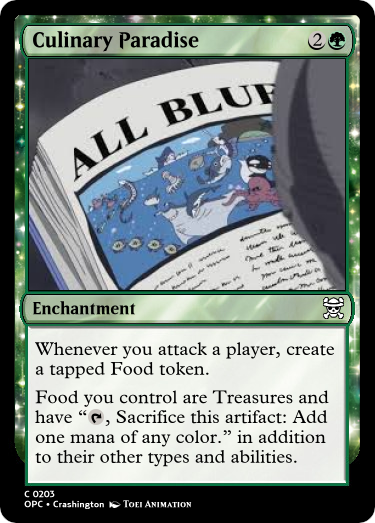 Culinary Paradise 2
ALL BLUE
Enchantment
Whenever you attack a player, create
a tapped Food token.
Food you control are Treasures and
have “, Sacrifice this artifact: Add
one mana of any color.” in addition
to their other types and abilities.
C 0203
OPC • Crashington TOEI ANIMATION